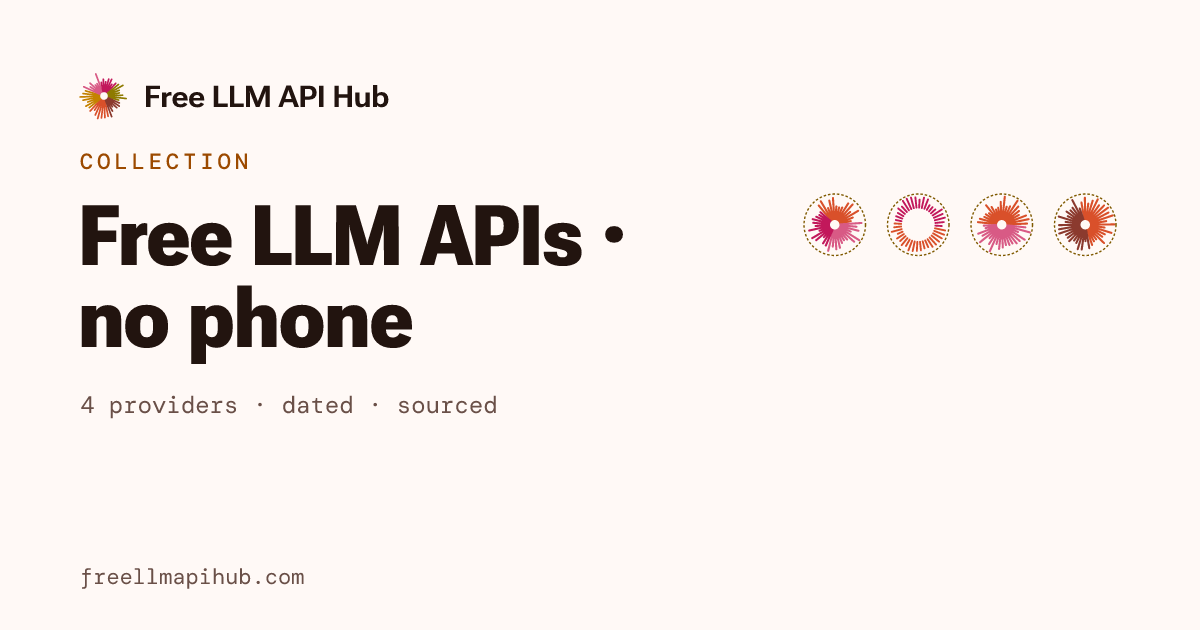 Free LLM API Hub
COLLECTION
Free LLM APIs ·
no phone
4 providers · dated · sourced
freellmapihub.com